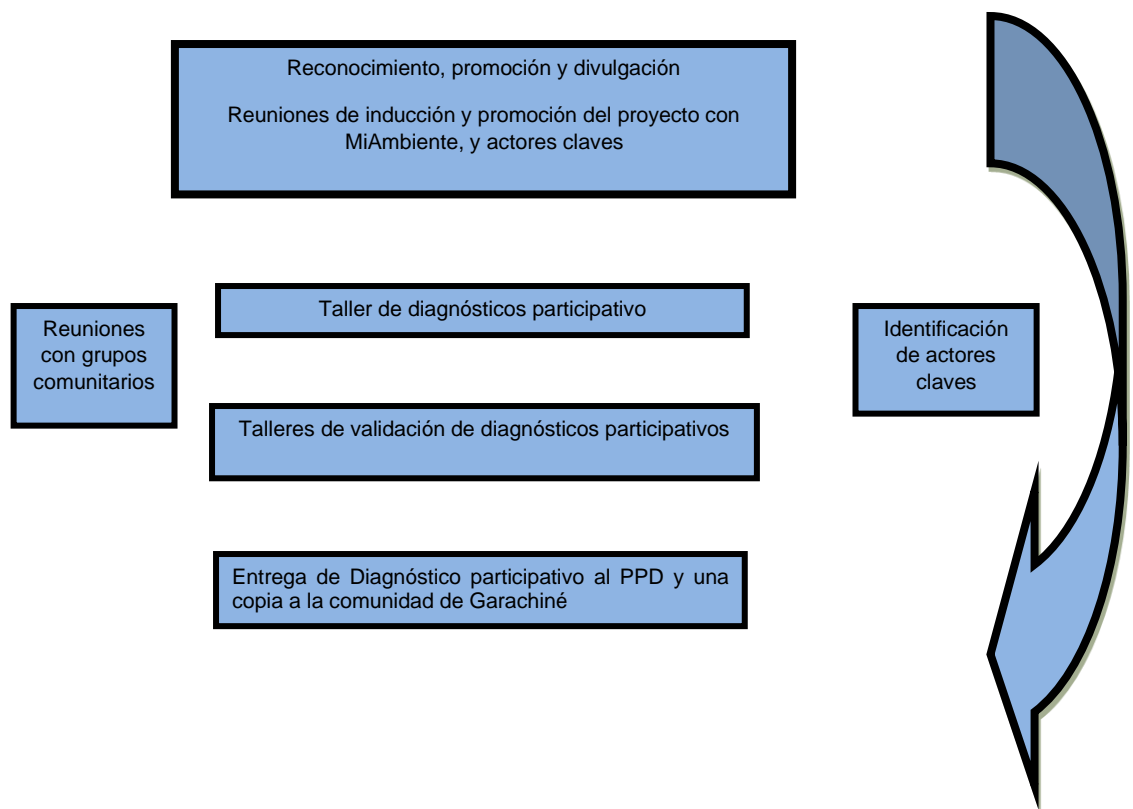 Reconocimiento, promoción y divulgación
Reuniones de inducción y promoción del proyecto con
MiAmbiente, y actores claves
Reuniones
con grupos
comunitarios
Taller de diagnósticos participativo
Identificación
de actores
claves
Talleres de validación de diagnósticos participativos
Entrega de Diagnóstico participativo al PPD y una
copia a la comunidad de Garachiné